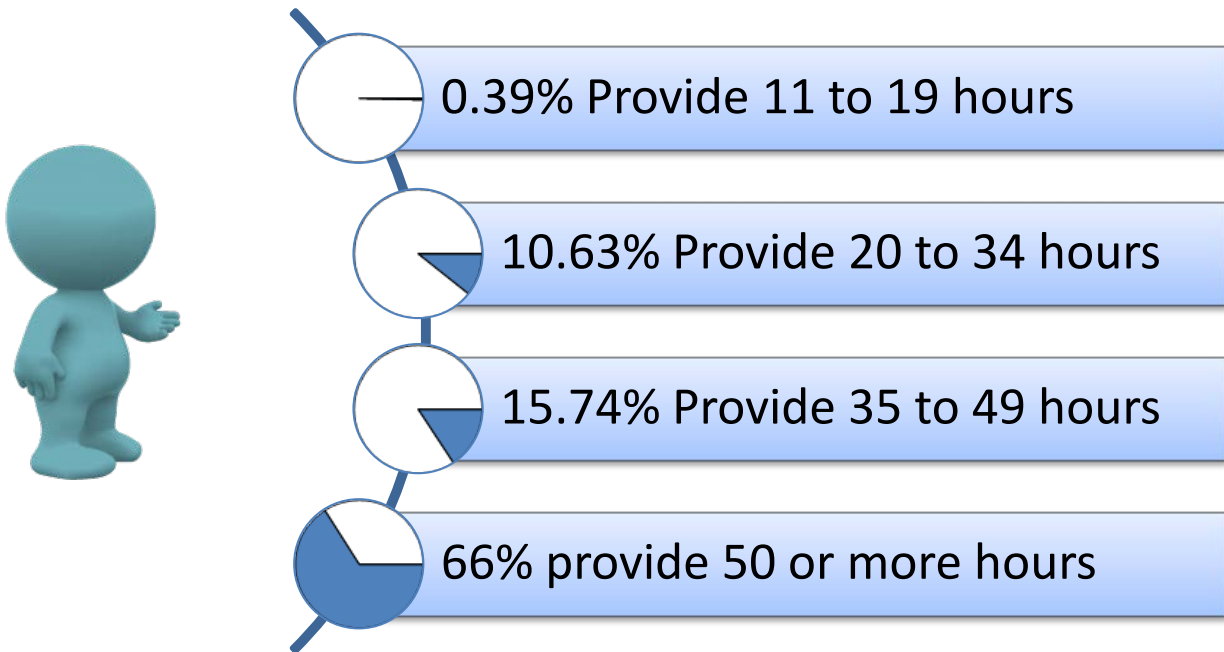 0.39% Provide 11 to 19 hours
10.63% Provide 20 to 34 hours
15.74% Provide 35 to 49 hours
66% provide 50 or more hours